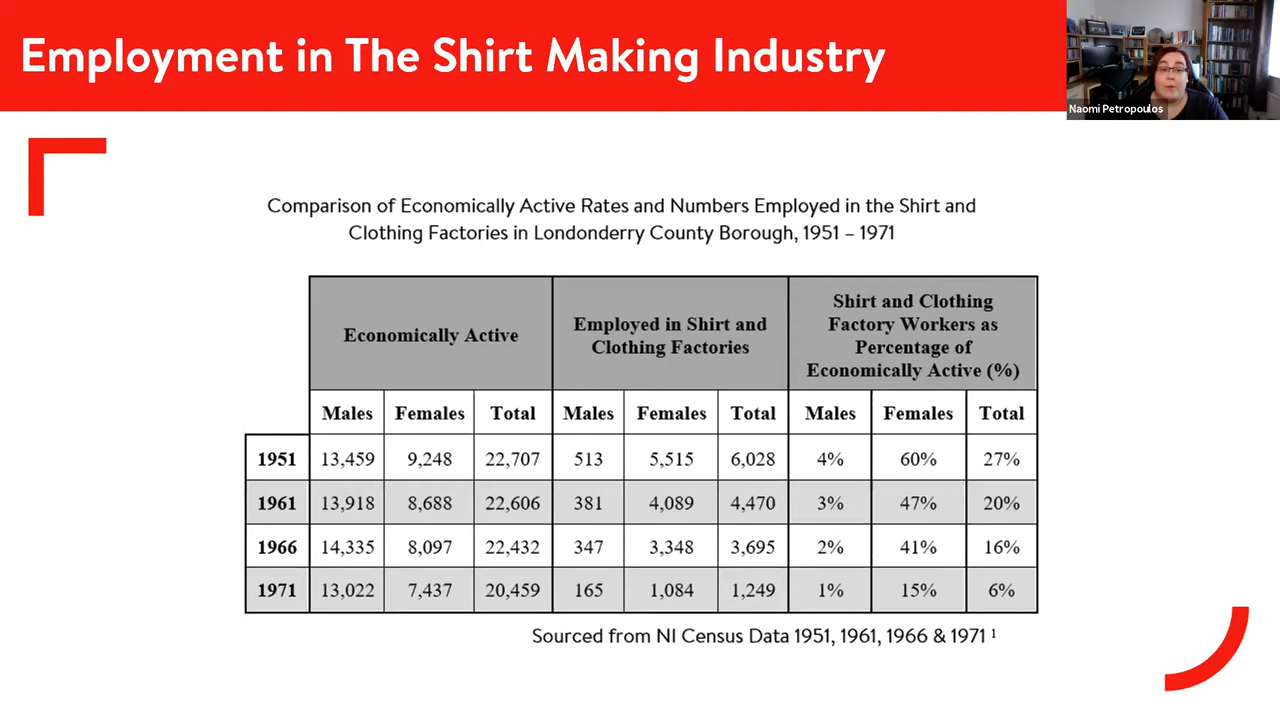 Employment in The Shirt Making Industry
Naomi Petropoulos
Comparison of Economically Active Rates and Numbers Employed in the Shirt and
Clothing Factories in Londonderry County Borough, 1951 – 1971
Economically Active
Employed in Shirt and
Clothing Factories
Shirt and Clothing
Factory Workers as
Percentage of
Economically Active (%)
Males Females Total Males Females Total Males Females Total
1951 13,459 9,248 22,707 513 5,515 6,028 4% 60% 27%
1961 13,918 8,688 22,606 381 4,089 4,470 3% 47% 20%
1966 14,335 8,097 22,432 347 3,348 3,695 2% 41% 16%
1971 13,022 7,437 20,459 165 1,084 1,249 1% 15% 6%
Sourced from NI Census Data 1951, 1961, 1966 & 1971 ¹